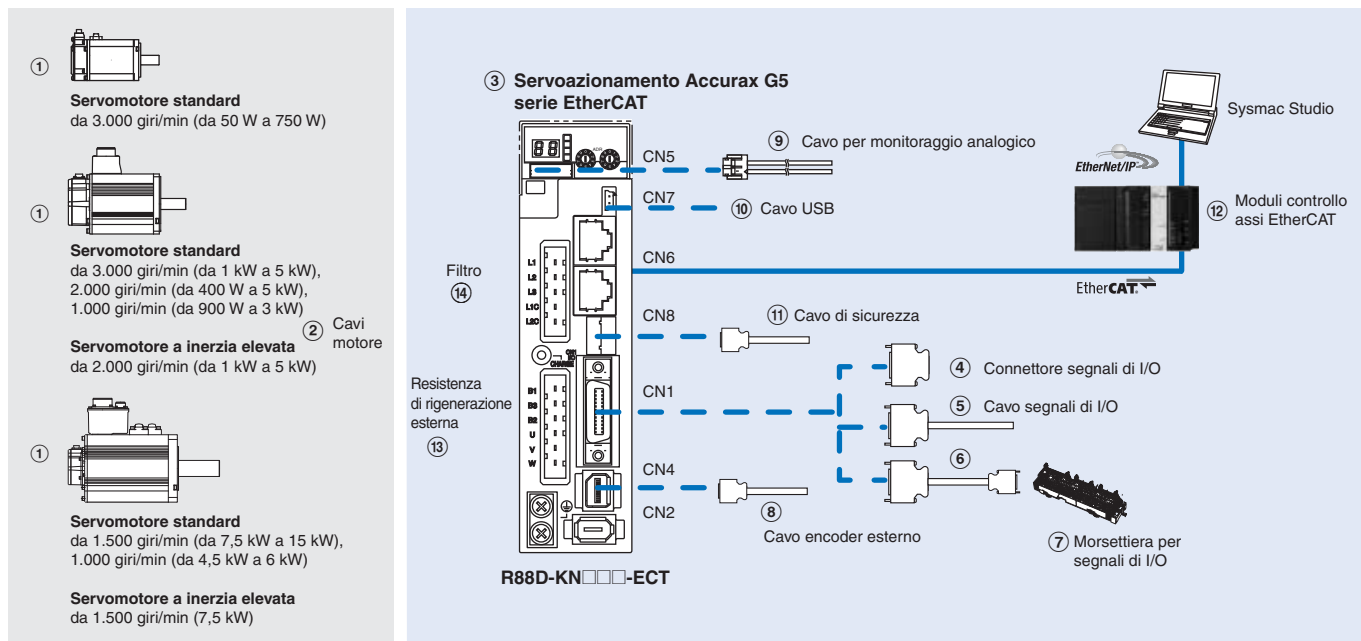 ①
Servomotore standard
da 3.000 giri/min (da 50 W a 750 W)
①
Servomotore standard
da 3.000 giri/min (da 1 kW a 5 kW),
2.000 giri/min (da 400 W a 5 kW),
1.000 giri/min (da 900 W a 3 kW)
Servomotore a inerzia elevata
da 2.000 giri/min (da 1 kW a 5 kW)
② Cavi
motore
①
Servomotore standard
da 1.500 giri/min (da 7,5 kW a 15 kW),
1.000 giri/min (da 4,5 kW a 6 kW)
Servomotore a inerzia elevata
da 1.500 giri/min (7,5 kW)
③ Servoazionamento Accurax G5
serie EtherCAT
ADR
CN5
⑨ Cavo per monitoraggio analogico
CN7
⑩ Cavo USB
CN6
Sysmac Studio
EtherNet/IP
⑫ Moduli controllo
assi EtherCAT
EtherCAT
Filtro
⑭
L1
L2
L3
L1C
L2C
CN8
⑪ Cavo di sicurezza
CN1
I/O
CHARGE
Resistenza
di rigenerazione
esterna
⑬
B1
B3
B2
U
V
W
CN1
④ Connettore segnali di I/O
⑤ Cavo segnali di I/O
⑥
⑦ Morsettiera per
segnali di I/O
CN4
CN2
⑧
Cavo encoder esterno
R88D-KN□□□-ECT